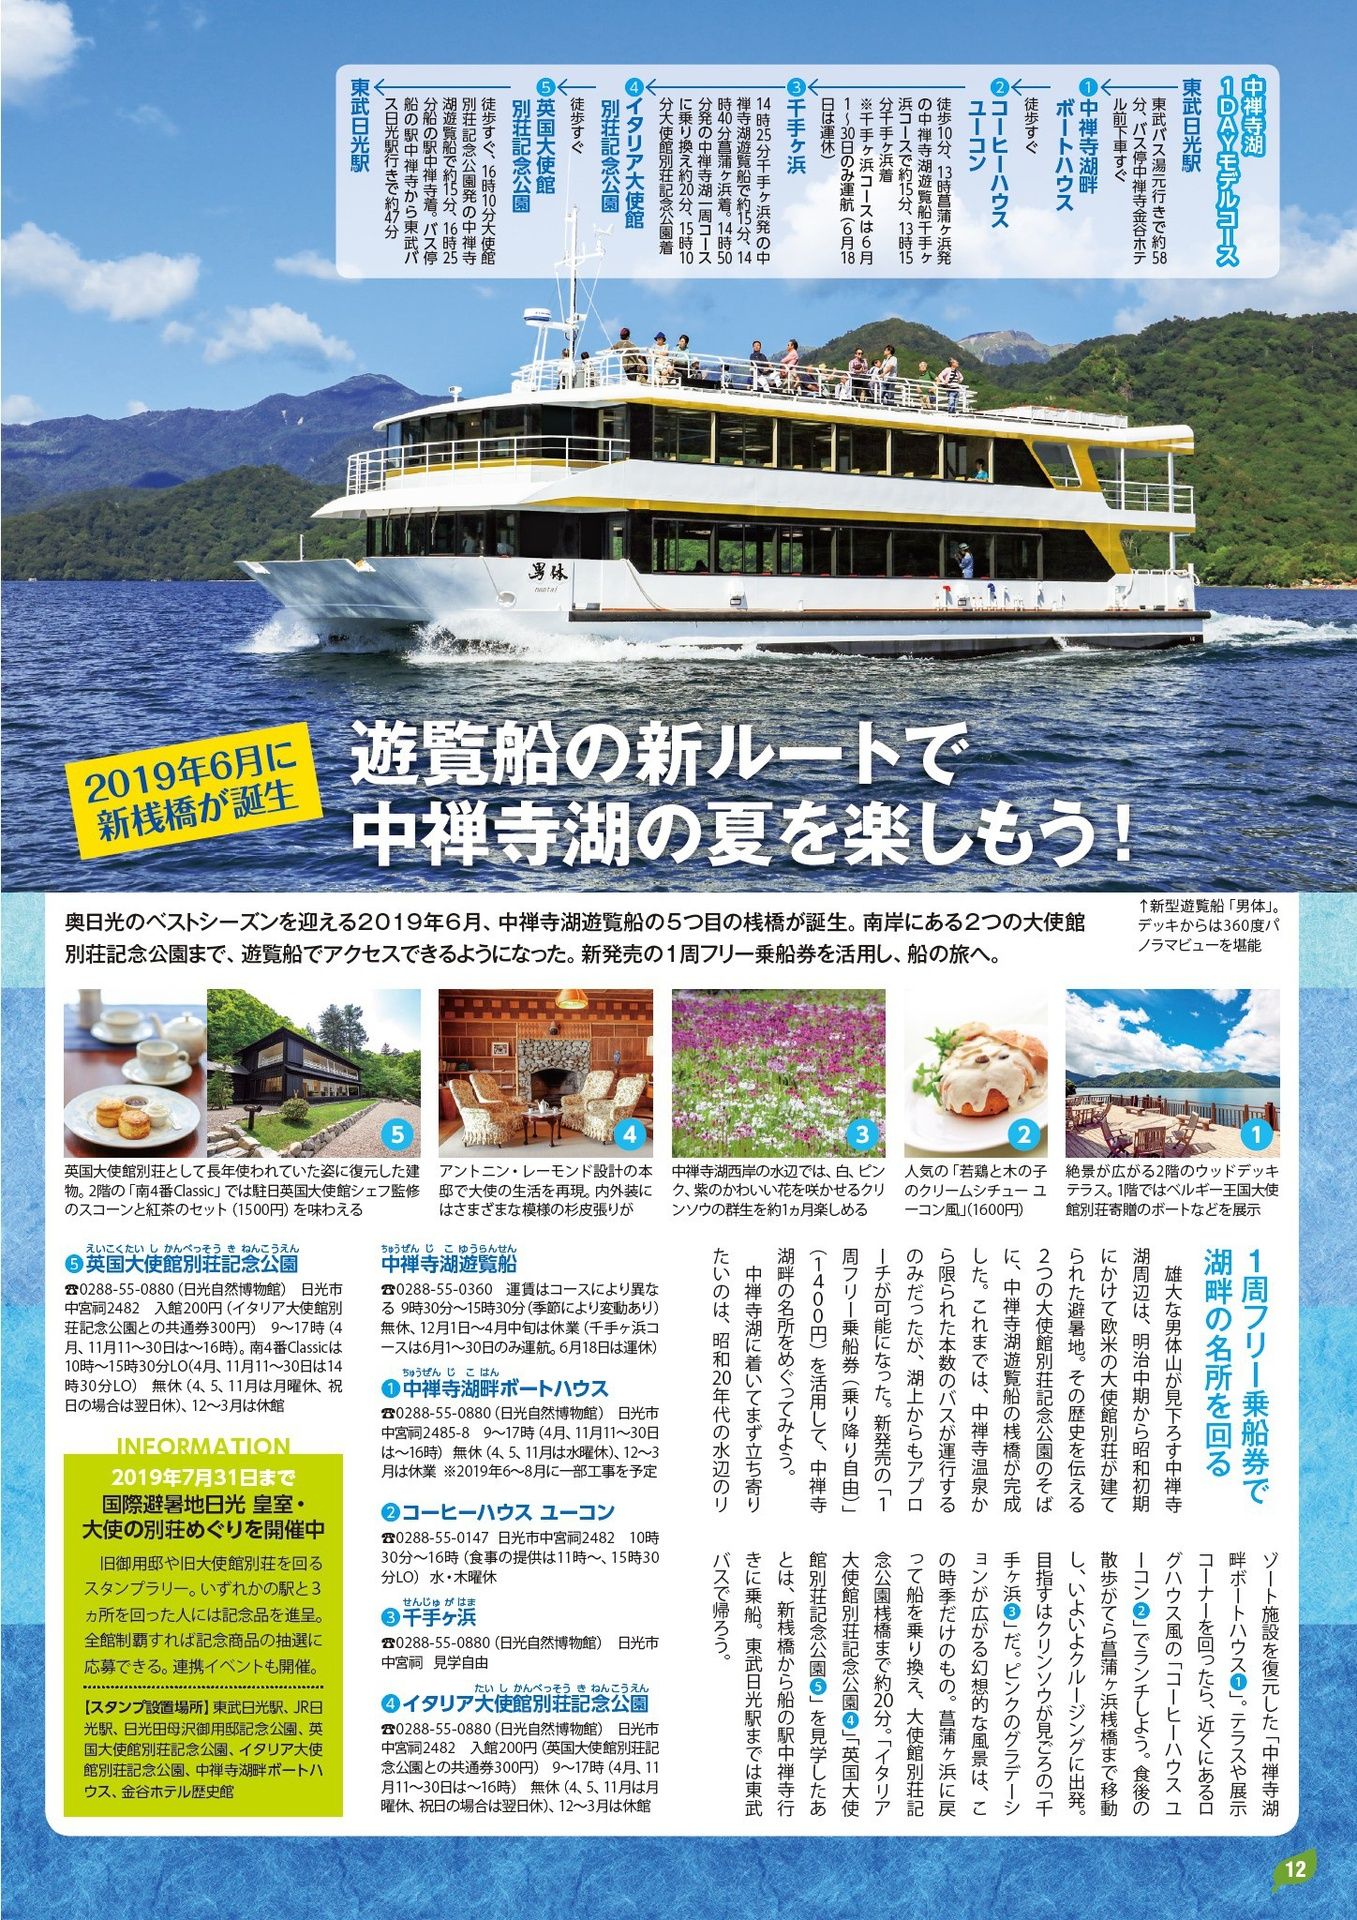 中禅寺湖
1DAYモデルコース
東武日光駅
東武バス湯元行きで約58
分、バス停中禅寺金谷ホテ
ル前下車すぐ
1 中禅寺湖畔
ボートハウス
徒歩すぐ
2 コーヒーハウス
ユーコン
徒歩10分、13時菖蒲ヶ浜発
の中禅寺湖遊覧船千手ヶ
浜コースで約15分、13時15
分千手ヶ浜着
※千手ヶ浜コースは6月
1〜30日のみ運航(6月18
日は運休)
3 千手ヶ浜
14時25分千手ヶ浜発の中
禅寺湖遊覧船で約15分、14
時40分菖蒲ヶ浜着。14時50
分発の中禅寺湖一周コース
に乗り換え約20分、15時10
分大使館別荘記念公園着
4 イタリア大使館
別荘記念公園
徒歩すぐ
5 英国大使館
別荘記念公園
徒歩すぐ、16時10分大使館
別荘記念公園発の中禅寺
湖遊覧船で約15分、16時25
分船の駅中禅寺着。バス停
船の駅中禅寺から東武バ
ス日光駅行きで約47分
東武日光駅
男体
NANTAI
2019年6月に
新桟橋が誕生
遊覧船の新ルートで
中禅寺湖の夏を楽しもう!
奥日光のベストシーズンを迎える2019年6月、中禅寺湖遊覧船の5つ目の桟橋が誕生。南岸にある2つの大使館
別荘記念公園まで、遊覧船でアクセスできるようになった。新発売の1周フリー乗船券を活用し、船の旅へ。
↑新型遊覧船「男体」。
デッキからは360度パ
ノラマビューを堪能
5
英国大使館別荘として長年使われていた姿に復元した建
物。2階の「南4番Classic」では駐日英国大使館シェフ監修
のスコーンと紅茶のセット(1500円)を味わえる
4
アントニン・レーモンド設計の本
邸で大使の生活を再現。内外装に
はさまざまな模様の杉皮張りが
3
中禅寺湖西岸の水辺では、白、ピン
ク、紫のかわいい花を咲かせるクリ
ンソウの群生を約1ヵ月楽しめる
2
人気の「若鶏と木の子
のクリームシチュー ユ
ーコン風」(1600円)
1
絶景が広がる2階のウッドデッキ
テラス。1階ではベルギー王国大使
館別荘寄贈のボートなどを展示
1周フリー乗船券で
湖畔の名所を回る
雄大な男体山が見下ろす中禅寺
湖周辺は、明治中期から昭和初期
にかけて欧米の大使館別荘が建て
られた避暑地。その歴史を伝える
2つの大使館別荘記念公園のそば
に、中禅寺湖遊覧船の桟橋が完成
した。これまでは、中禅寺温泉か
ら限られた本数のバスが運行する
のみだったが、湖上からもアプロ
ーチが可能になった。新発売の「1
周フリー乗船券(乗り降り自由)」
(1400円)を活用して、中禅寺
湖畔の名所をめぐってみよう。
中禅寺湖に着いてまず立ち寄り
たいのは、昭和20年代の水辺のリ
ゾート施設を復元した「中禅寺湖
畔ボートハウス1」。テラスや展示
コーナーを回ったら、近くにあるロ
グハウス風の「コーヒーハウス ユ
ーコン2」でランチしよう。食後の
散歩がてら菖蒲ヶ浜桟橋まで移動
し、いよいよクルージングに出発。
目指すはクリンソウが見ごろの「千
手ヶ浜3」だ。ピンクのグラデーシ
ョンが広がる幻想的な風景は、こ
の時季だけのもの。菖蒲ヶ浜に戻
って船を乗り換え、大使館別荘記
念公園桟橋まで約20分。「イタリア
大使館別荘記念公園4」「英国大使
館別荘記念公園5」を見学したあ
とは、新桟橋から船の駅中禅寺行
きに乗船。東武日光駅までは東武
バスで帰ろう。
ちゅうぜんじこゆうらんせん
中禅寺湖遊覧船
☎0288-55-0360 運賃はコースにより異な
る 9時30分〜15時30分(季節により変動あり)
無休、12月1日〜4月中旬は休業(千手ヶ浜コ
ースは6月1〜30日のみ運航。6月18日は運休)
ちゅうぜんじこはん
1 中禅寺湖畔ボートハウス
☎0288-55-0880(日光自然博物館) 日光市
中宮祠2485-8 9〜17時(4月、11月11〜30日
は〜16時) 無休(4、5、11月は水曜休)、12〜3
月は休業 ※2019年6〜8月に一部工事を予定
2 コーヒーハウス ユーコン
☎0288-55-0147 日光市中宮祠2482 10時
30分〜16時(食事の提供は11時〜、15時30
分LO) 水・木曜休
せんじゅがはま
3 千手ヶ浜
☎0288-55-0880(日光自然博物館) 日光市
中宮祠 見学自由
たいしかんべっそうきねんこうえん
4 イタリア大使館別荘記念公園
☎0288-55-0880(日光自然博物館) 日光市
中宮祠2482 入館200円(英国大使館別荘記
念公園との共通券300円) 9〜17時(4月、11
月11〜30日は〜16時) 無休(4、5、11月は月
曜休、祝日の場合は翌日休)、12〜3月は休館
えいこくたいしかんべっそうきねんこうえん
5 英国大使館別荘記念公園
☎0288-55-0880(日光自然博物館) 日光市
中宮祠2482 入館200円(イタリア大使館別
荘記念公園との共通券300円) 9〜17時(4
月、11月11〜30日は〜16時)。南4番Classicは
10時〜15時30分LO(4月、11月11〜30日は14
時30分LO) 無休(4、5、11月は月曜休、祝
日の場合は翌日休)、12〜3月は休館
INFORMATION
2019年7月31日まで
国際避暑地日光 皇室・
大使の別荘めぐりを開催中
旧御用邸や旧大使館別荘を回る
スタンプラリー。いずれかの駅と3
ヵ所を回った人には記念品を進呈。
全館制覇すれば記念商品の抽選に
応募できる。連携イベントも開催。
【スタンプ設置場所】東武日光駅、JR日
光駅、日光田母沢御用邸記念公園、英
国大使館別荘記念公園、イタリア大使
館別荘記念公園、中禅寺湖畔ボートハ
ウス、金谷ホテル歴史館
12